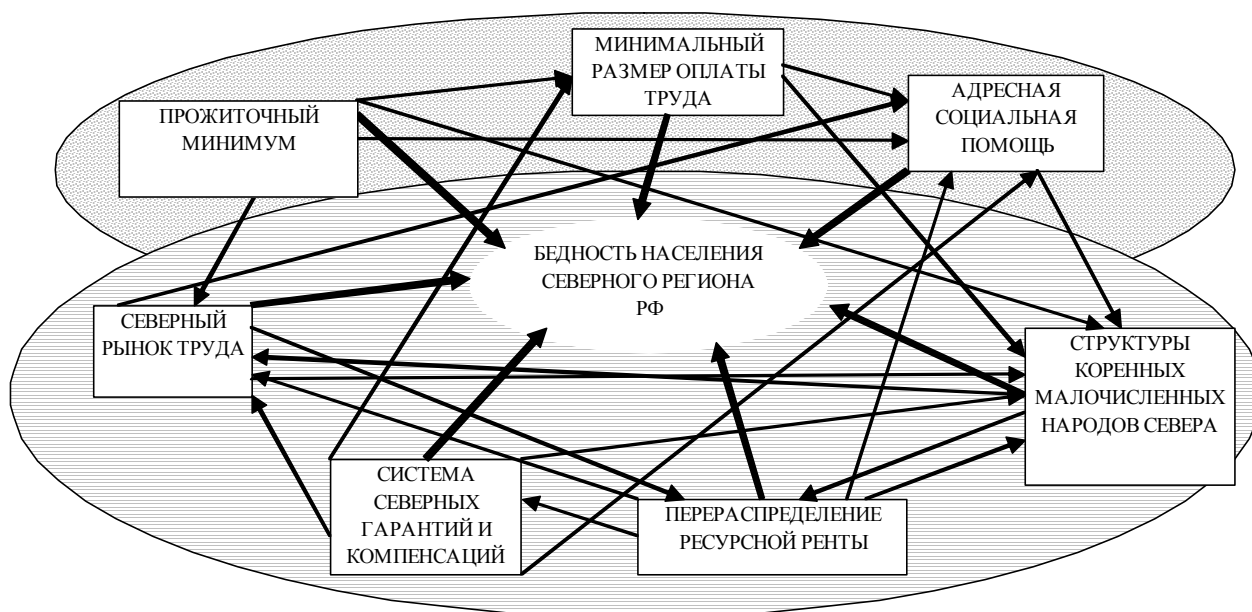 МИНИМАЛЬНЫЙ
РАЗМЕР ОПЛАТЫ
ТРУДА
ПРОЖИТОЧНЫЙ
МИНИМУМ
АДРЕСНАЯ
СОЦИАЛЬНАЯ
ПОМОЩЬ
БЕДНОСТЬ НАСЕЛЕНИЯ
СЕВЕРНОГО РЕГИОНА
РФ
СЕВЕРНЫЙ
РЫНОК ТРУДА
СТРУКТУРЫ
КОРЕННЫХ
МАЛОЧИСЛЕННЫХ
НАРОДОВ СЕВЕРА
СИСТЕМА
СЕВЕРНЫХ
ГАРАНТИЙ И
КОМПЕНСАЦИЙ
ПЕРЕРАСПРЕДЕЛЕНИЕ
РЕСУРСНОЙ РЕНТЫ